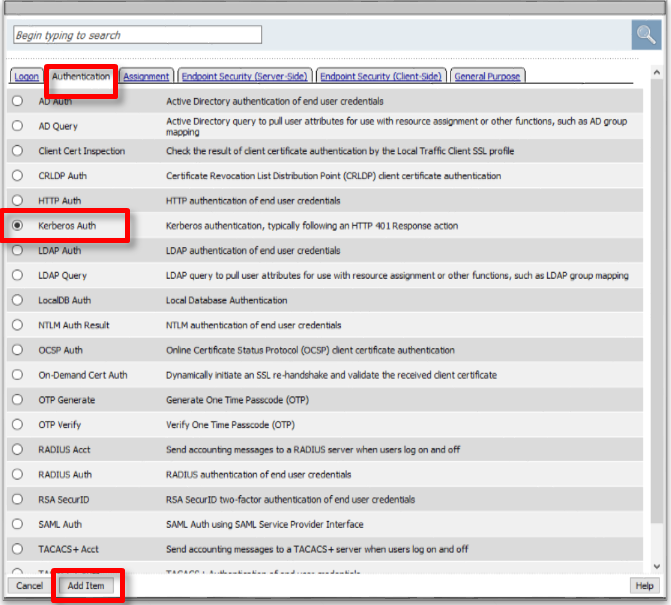 Begin typing to search
Logon Authentication Assignment Endpoint Security (Server-Side) Endpoint Security (Client-Side) General Purpose
AD Auth Active Directory authentication of end user credentials
AD Query Active Directory query to pull user attributes for use with resource assignment or other functions, such as AD group
mapping
Client Cert Inspection Check the result of client certificate authentication by the Local Traffic Client SSL profile
CRLDP Auth Certificate Revocation List Distribution Point (CRLDP) client certificate authentication
HTTP Auth HTTP authentication of end user credentials
Kerberos Auth Kerberos authentication, typically following an HTTP 401 Response action
LDAP Auth LDAP authentication of end user credentials
LDAP Query LDAP query to pull user attributes for use with resource assignment or other functions, such as LDAP group mapping
LocalDB Auth Local Database Authentication
NTLM Auth Result NTLM authentication of end user credentials
OCSP Auth Online Certificate Status Protocol (OCSP) client certificate authentication
On-Demand Cert Auth Dynamically initiate an SSL re-handshake and validate the received client certificate
OTP Generate Generate One Time Passcode (OTP)
OTP Verify Verify One Time Passcode (OTP)
RADIUS Acct Send accounting messages to a RADIUS server when users log on and off
RADIUS Auth RADIUS authentication of end user credentials
RSA SecurID RSA SecurID two-factor authentication of end user credentials
SAML Auth SAML Auth using SAML Service Provider Interface
TACACS+ Acct Send accounting messages to a TACACS+ server when users log on and off
TACACS+ Authentication of end user credentials
Cancel Add Item Help